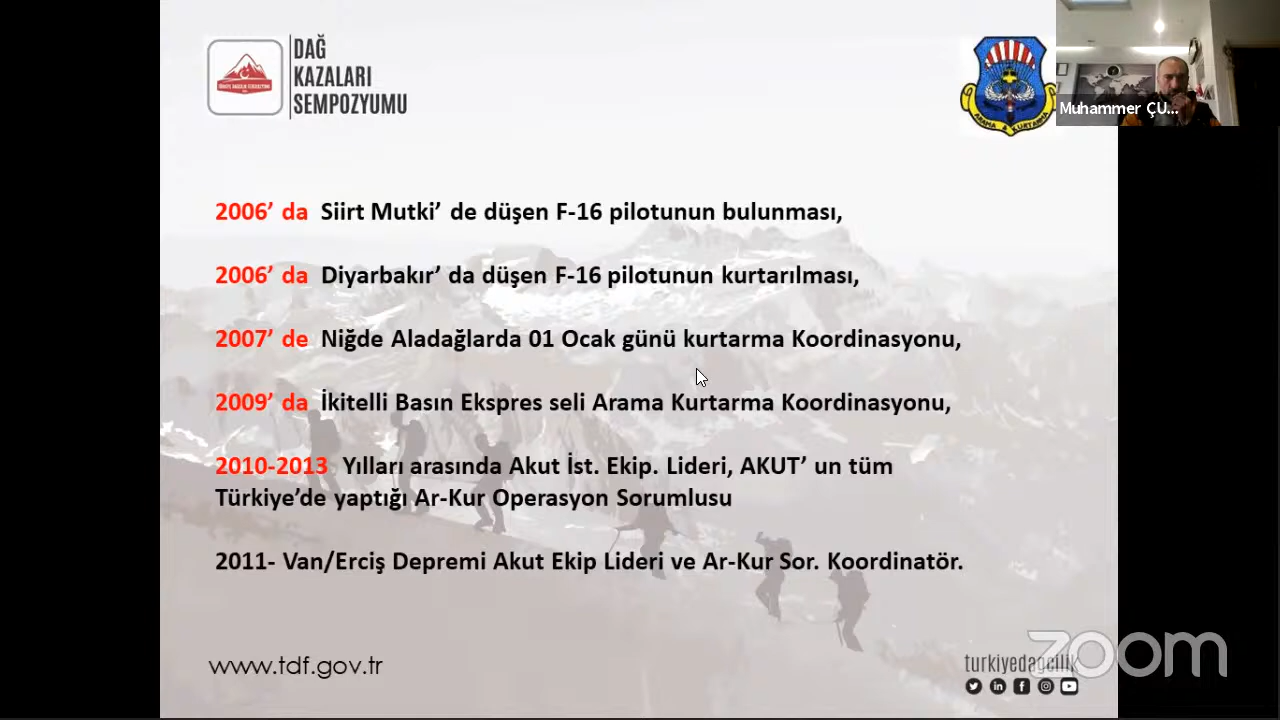 DAĞ
KAZALARI
SEMPOZYUMU
ARAMA & KURTARMA
Muhammer ÇU...
2006’ da Siirt Mutki’ de düşen F-16 pilotunun bulunması,
2006’ da Diyarbakır’ da düşen F-16 pilotunun kurtarılması,
2007’ de Niğde Aladağlarda 01 Ocak günü kurtarma Koordinasyonu,
2009’ da İkitelli Basın Ekspres seli Arama Kurtarma Koordinasyonu,
2010-2013 Yılları arasında Akut İst. Ekip. Lideri, AKUT’ un tüm
Türkiye’de yaptığı Ar-Kur Operasyon Sorumlusu
2011- Van/Erciş Depremi Akut Ekip Lideri ve Ar-Kur Sor. Koordinatör.
www.tdf.gov.tr
turkiyedagcilik
zoom